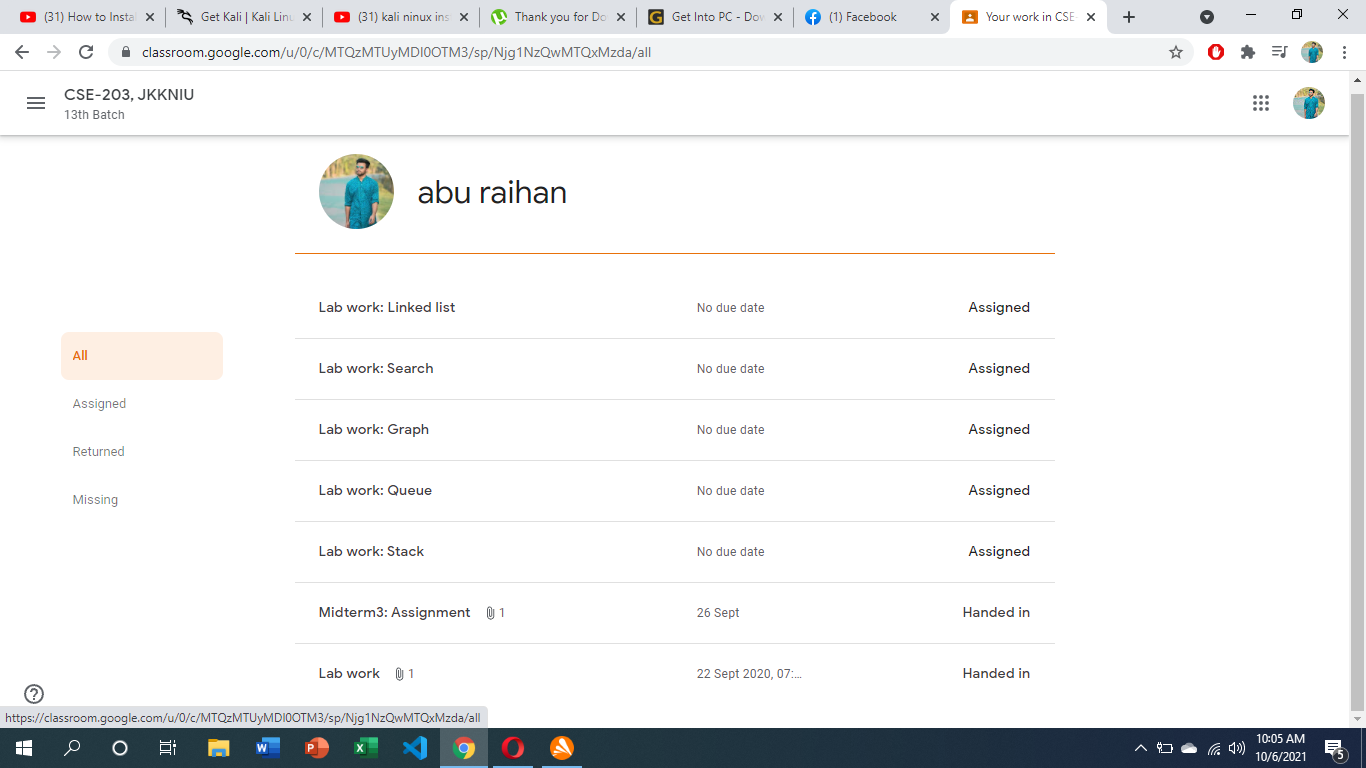 (31) How to Instal
Get Kali | Kali Linu
(31) kali ninux ins
Thank you for Do
Get Into PC - Dow
(1) Facebook
Your work in CSE
classroom.google.com/u/0/c/MTQzMTUyMDI0OTM3/sp/Njg1NzQwMTQxMzda/all
CSE-203, JKKNIU
13th Batch
abu raihan
All
Assigned
Returned
Missing
Lab work: Linked list No due date Assigned
Lab work: Search No due date Assigned
Lab work: Graph No due date Assigned
Lab work: Queue No due date Assigned
Lab work: Stack No due date Assigned
Midterm3: Assignment 1 26 Sept Handed in
Lab work 1 22 Sept 2020, 07:... Handed in
https://classroom.google.com/u/0/c/MTQzMTUyMDI0OTM3/sp/Njg1NzQwMTQxMzda/all
10:05 AM
10/6/2021
5